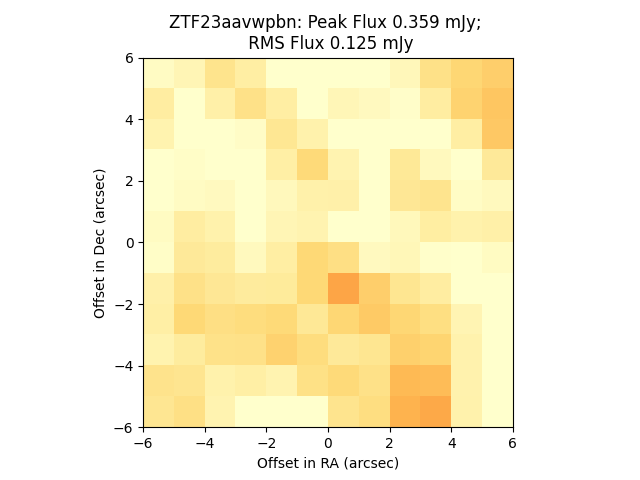 ZTF23aavwpbn: Peak Flux 0.359 mJy;
RMS Flux 0.125 mJy
6
4
2
0
−2
−4
−6
Offset in Dec (arcsec)
−6 −4 −2 0 2 4 6
Offset in RA (arcsec)